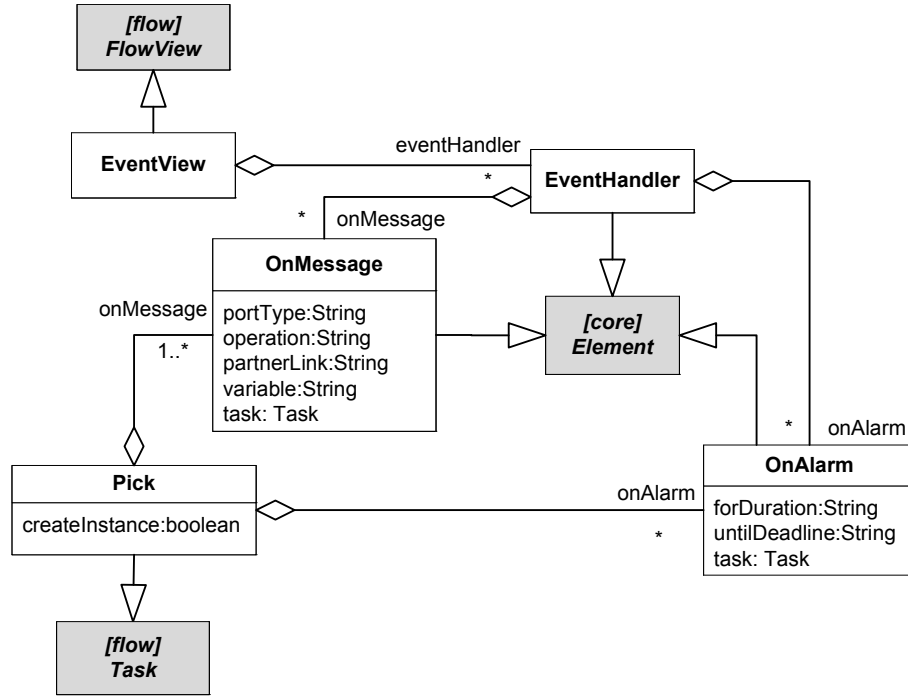 [flow]
FlowView
EventView
eventHandler
*
EventHandler
*
onMessage
OnMessage
portType:String
operation:String
partnerLink:String
variable:String
task: Task
onMessage
1..*
[core]
Element
*
onAlarm
OnAlarm
forDuration:String
untilDeadline:String
task: Task
Pick
createInstance:boolean
onAlarm
*
[flow]
Task